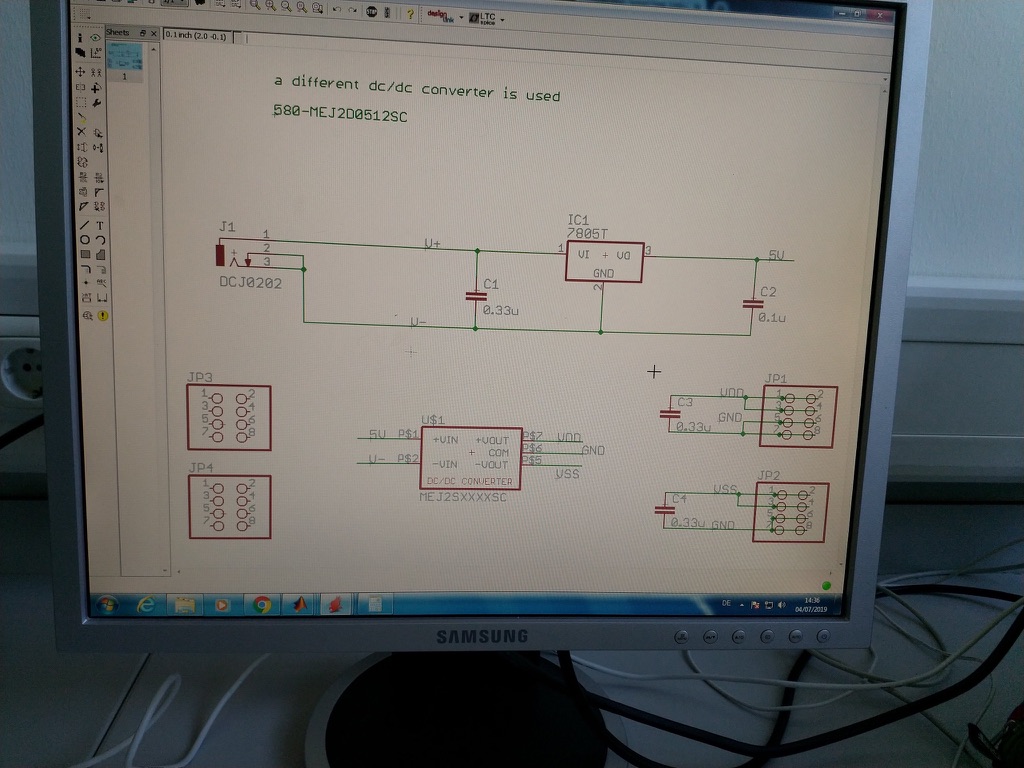 LTC
spice
Sheets
0.1 inch (2.0 -0.1)
1
a different dc/dc converter is used
580-MEJ2D0512SC
J1
1
2
3
DCJ0202
V+
V-
C1
0.33u
IC1
7805T
1
VI
VO
3
GND
2
5V
C2
0.1u
JP3
1 2
3 4
5 6
7 8
JP4
1 2
3 4
5 6
7 8
U$1
5V P$1 +VIN +VOUT P$7 VDD
COM P$6 GND
V- P$2 -VIN -VOUT P$5 VSS
DC/DC CONVERTER
MEJ2SXXXXSC
JP1
VDD 1 2
C3 3 4
GND 5 6
0.33u 7 8
JP2
VSS 1 2
C4 3 4
5 6
0.33u GND 7 8
DE
14:36
04/07/2019
SAMSUNG